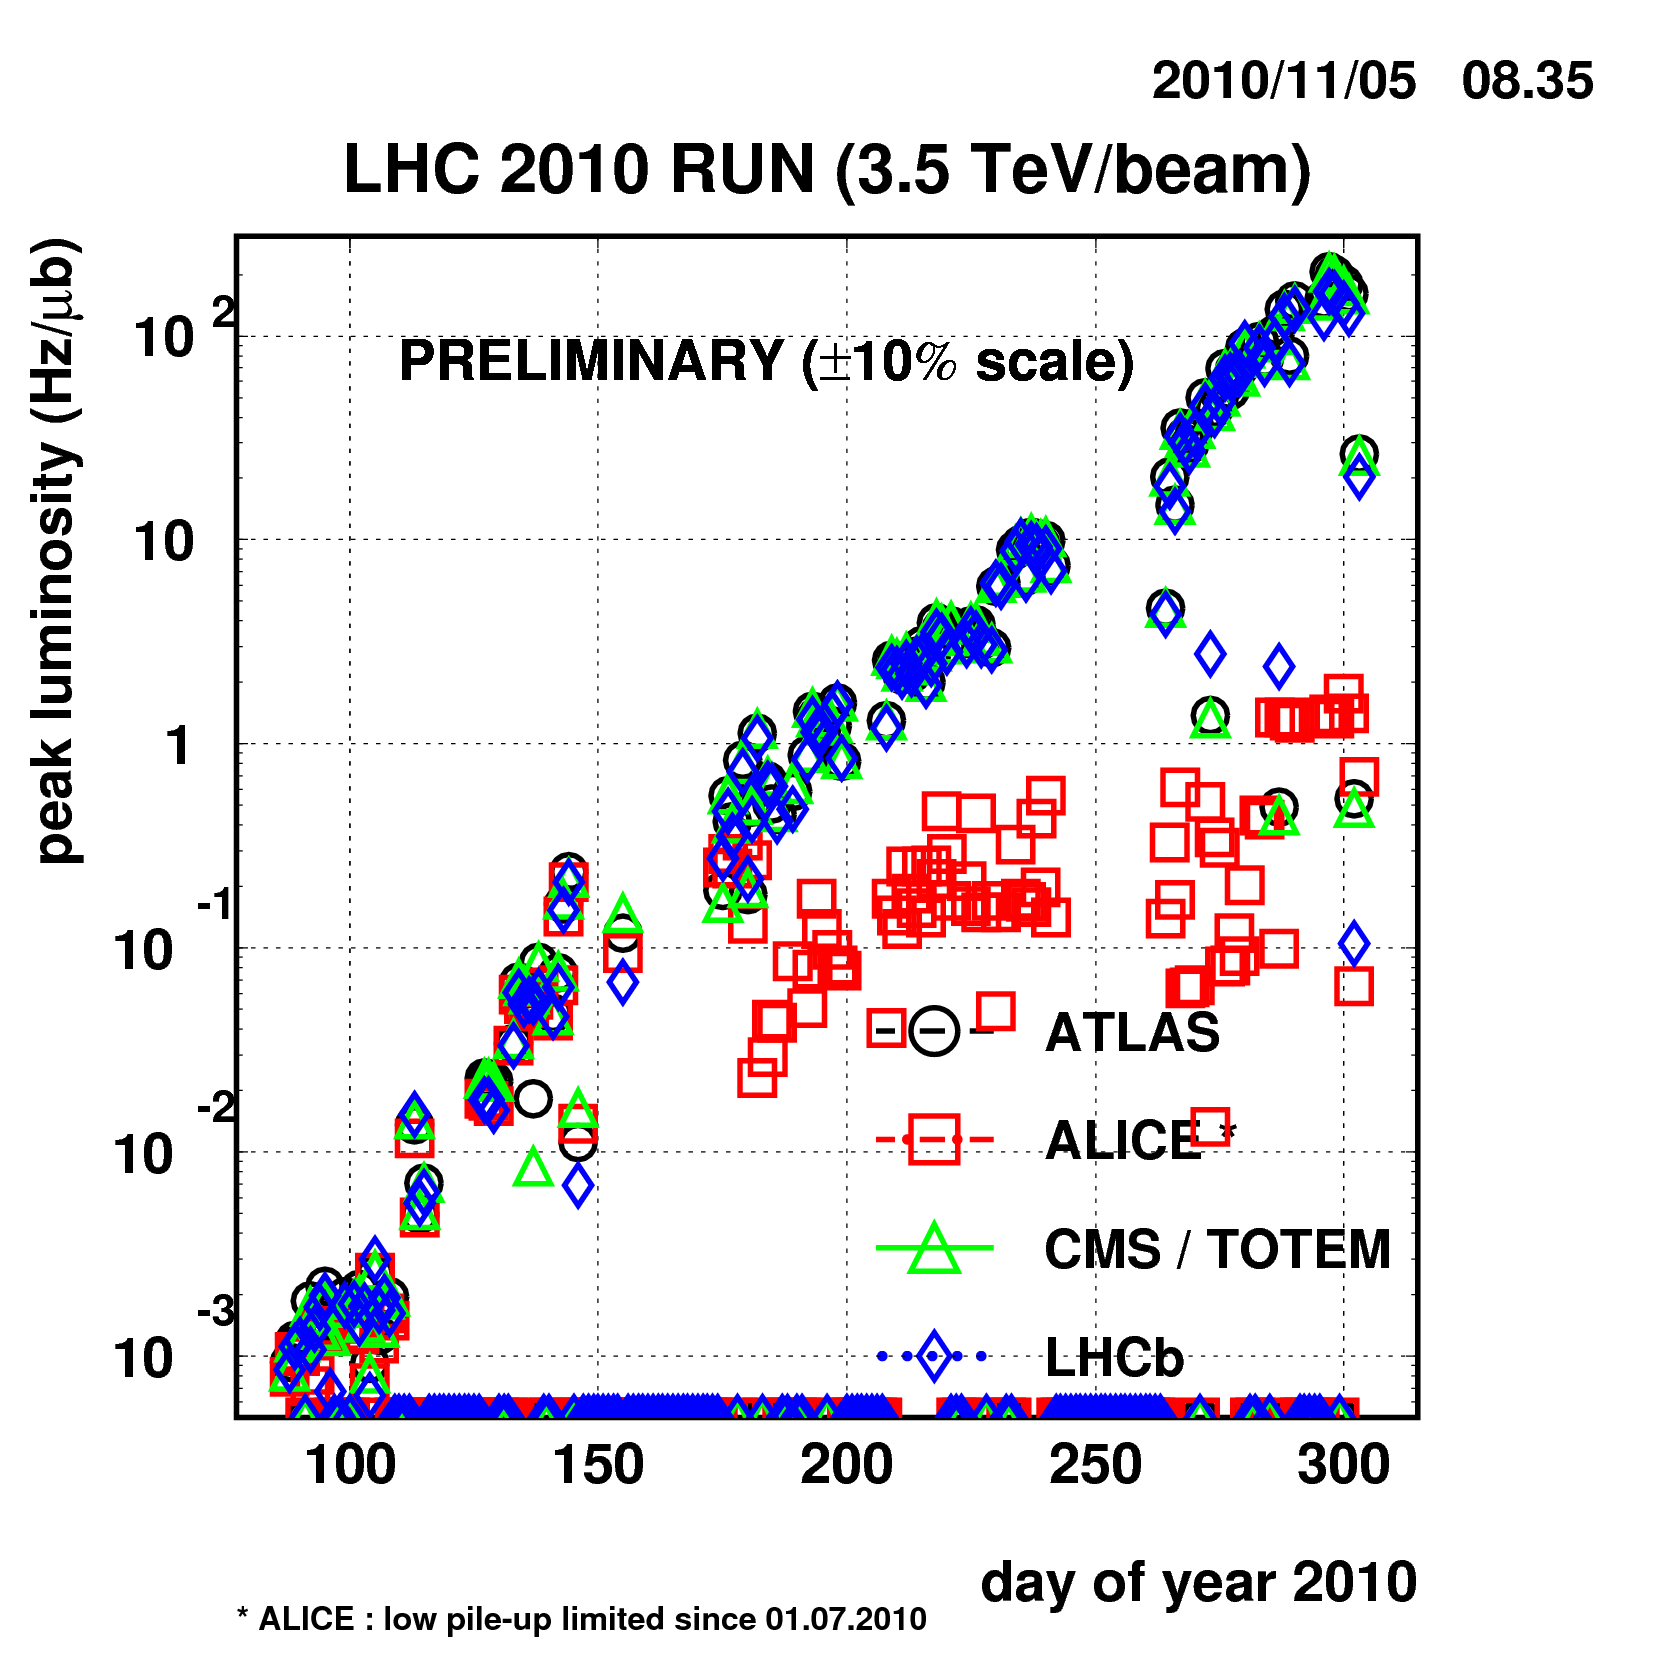 2010/11/05 08.35
LHC 2010 RUN (3.5 TeV/beam)
peak luminosity (Hz/μb)
PRELIMINARY (±10% scale)
10 2
10
1
10 -1
10 -2
10 -3
ATLAS
ALICE *
CMS / TOTEM
LHCb
100 150 200 250 300
day of year 2010
* ALICE : low pile-up limited since 01.07.2010